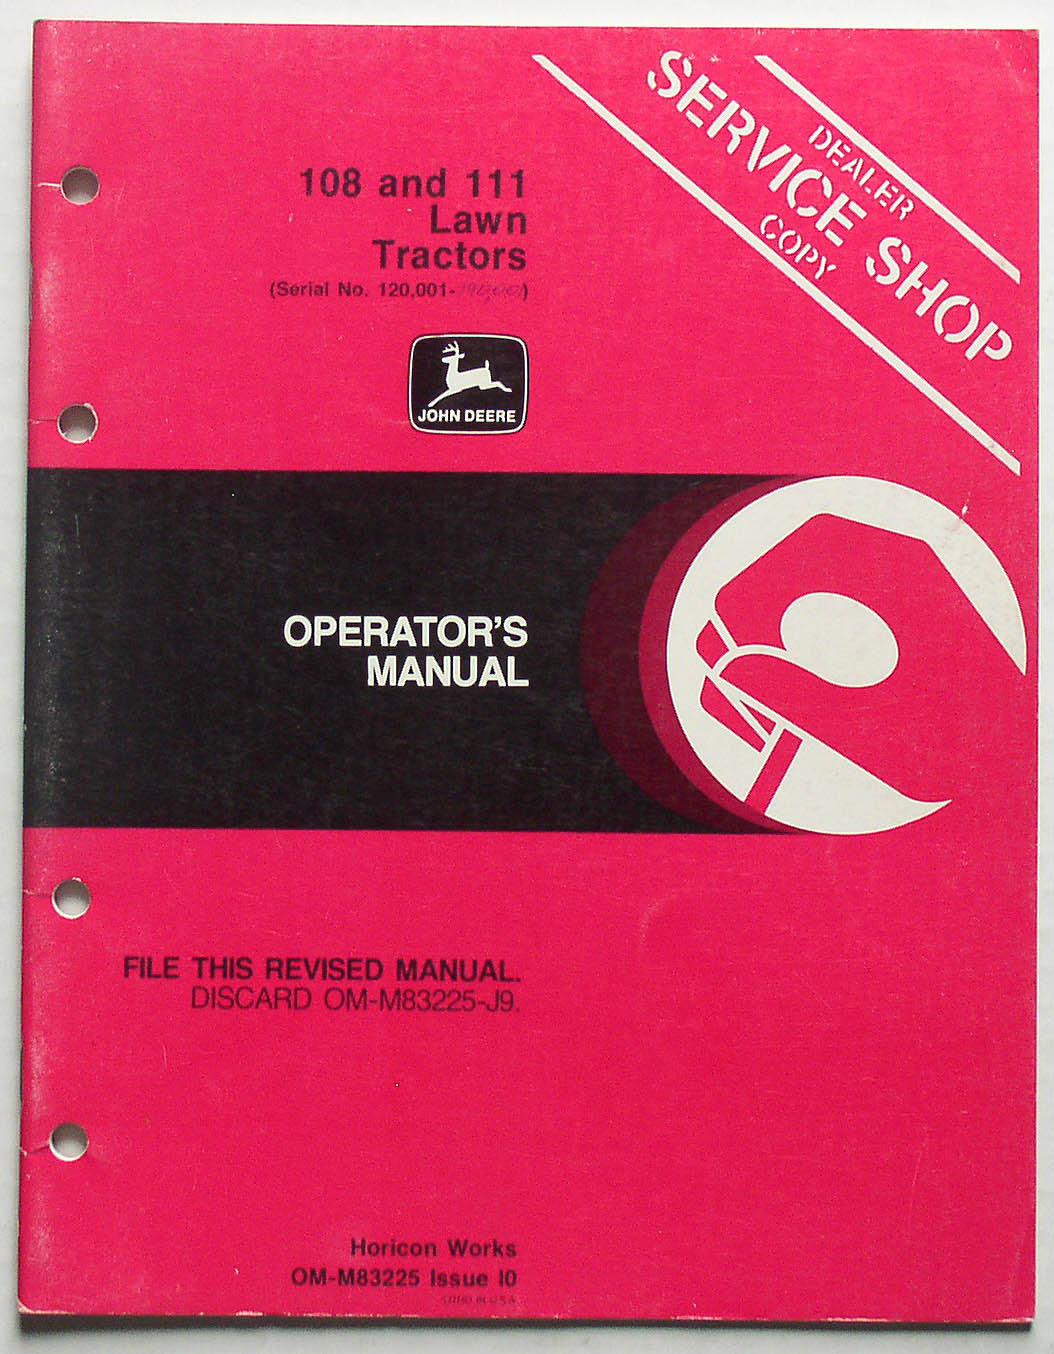 DEALER
SERVICE SHOP
COPY
108 and 111
Lawn
Tractors
(Serial No. 120,001- )
JOHN DEERE
OPERATOR'S
MANUAL
FILE THIS REVISED MANUAL.
DISCARD OM-M83225-J9.
Horicon Works
OM-M83225 Issue I0